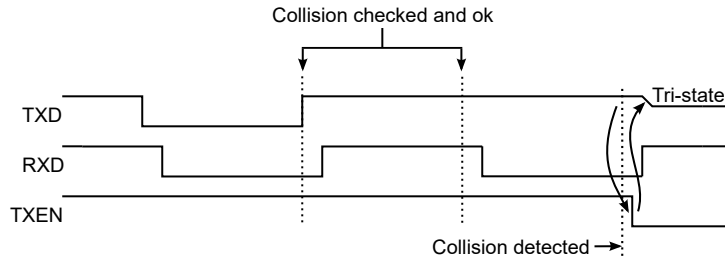 Collision checked and ok
TXD
Tri-state
RXD
TXEN
Collision detected